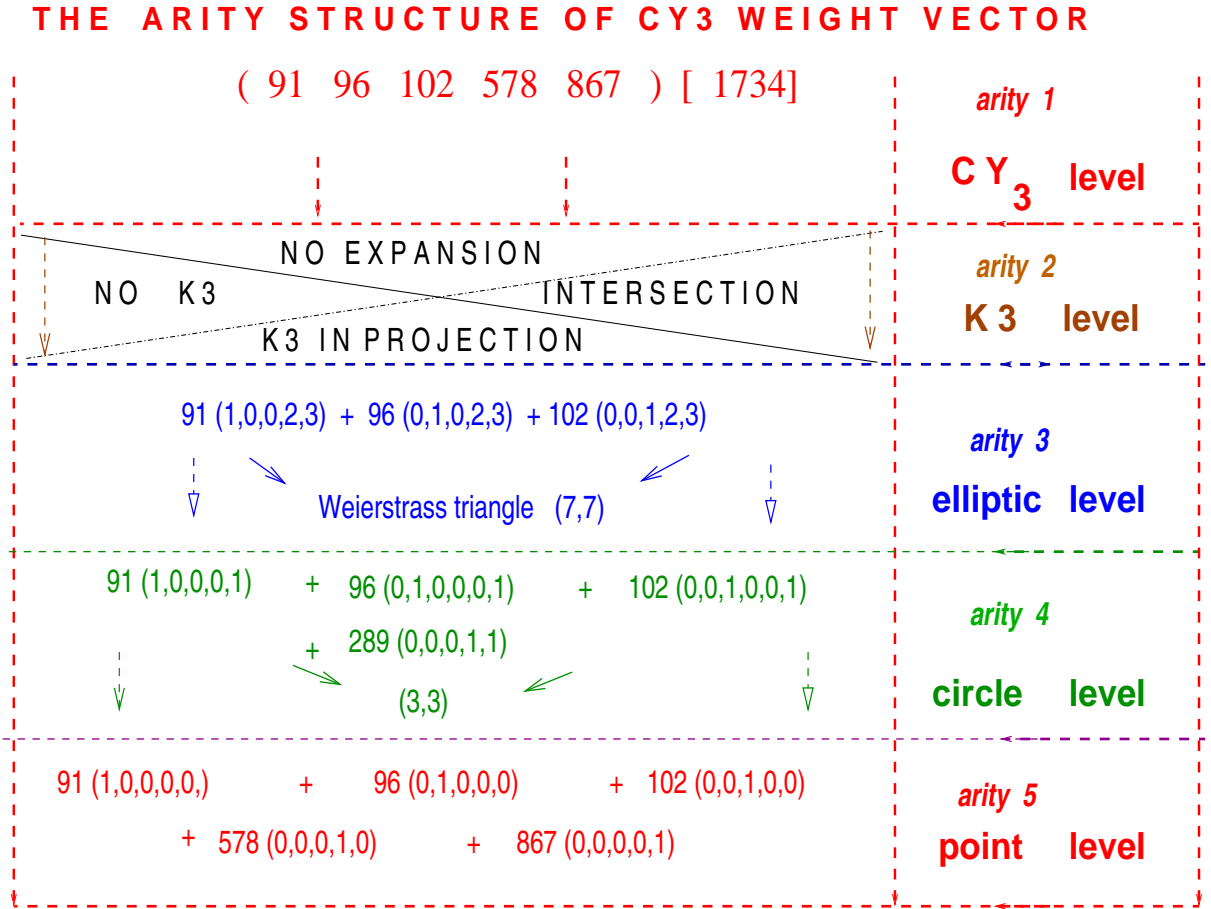 THE ARITY STRUCTURE OF CY3 WEIGHT VECTOR
( 91 96 102 578 867 ) [ 1734]
arity 1
CY3 level
NO EXPANSION
NO K3 INTERSECTION
K3 IN PROJECTION
arity 2
K3 level
91 (1,0,0,2,3) + 96 (0,1,0,2,3) + 102 (0,0,1,2,3)
Weierstrass triangle (7,7)
arity 3
elliptic level
91 (1,0,0,0,1) + 96 (0,1,0,0,0,1) + 102 (0,0,1,0,0,1)
+ 289 (0,0,0,1,1)
(3,3)
arity 4
circle level
91 (1,0,0,0,0,) + 96 (0,1,0,0,0) + 102 (0,0,1,0,0)
+ 578 (0,0,0,1,0) + 867 (0,0,0,0,1)
arity 5
point level